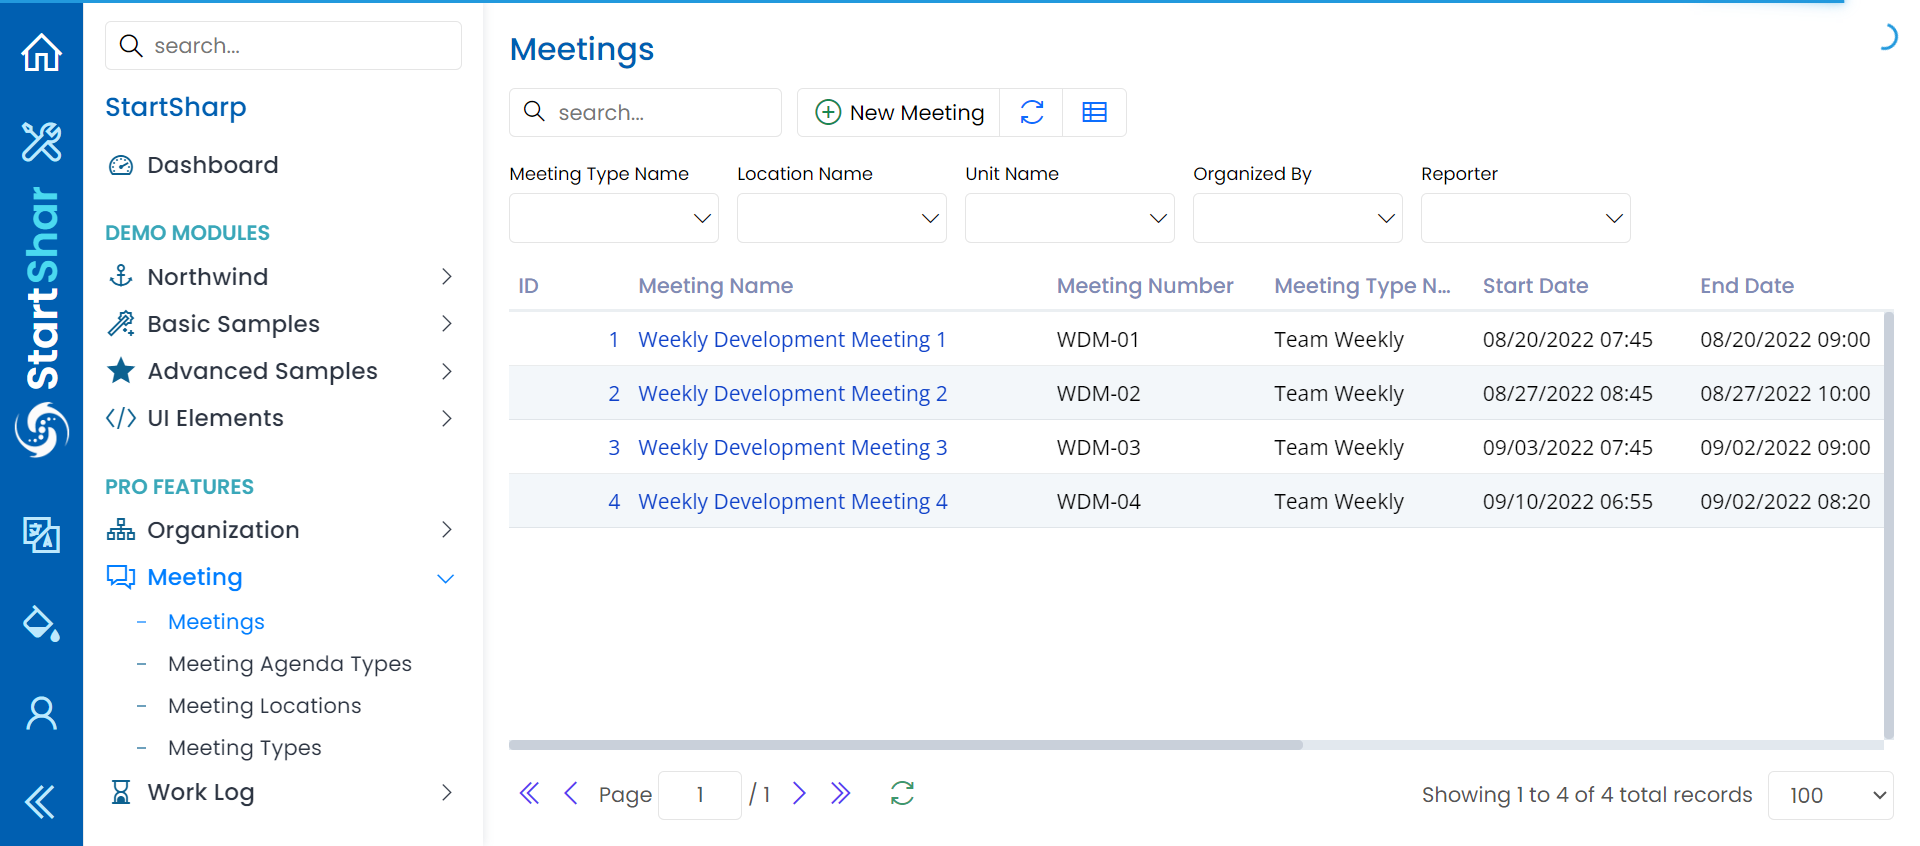 StartShar
search...
StartSharp
Dashboard
DEMO MODULES
Northwind
Basic Samples
Advanced Samples
UI Elements
PRO FEATURES
Organization
Meeting
Meetings
Meeting Agenda Types
Meeting Locations
Meeting Types
Work Log
Meetings
search... New Meeting
Meeting Type Name Location Name Unit Name Organized By Reporter
ID Meeting Name Meeting Number Meeting Type N... Start Date End Date
1 Weekly Development Meeting 1 WDM-01 Team Weekly 08/20/2022 07:45 08/20/2022 09:00
2 Weekly Development Meeting 2 WDM-02 Team Weekly 08/27/2022 08:45 08/27/2022 10:00
3 Weekly Development Meeting 3 WDM-03 Team Weekly 09/03/2022 07:45 09/02/2022 09:00
4 Weekly Development Meeting 4 WDM-04 Team Weekly 09/10/2022 06:55 09/02/2022 08:20
Page 1 / 1 Showing 1 to 4 of 4 total records 100